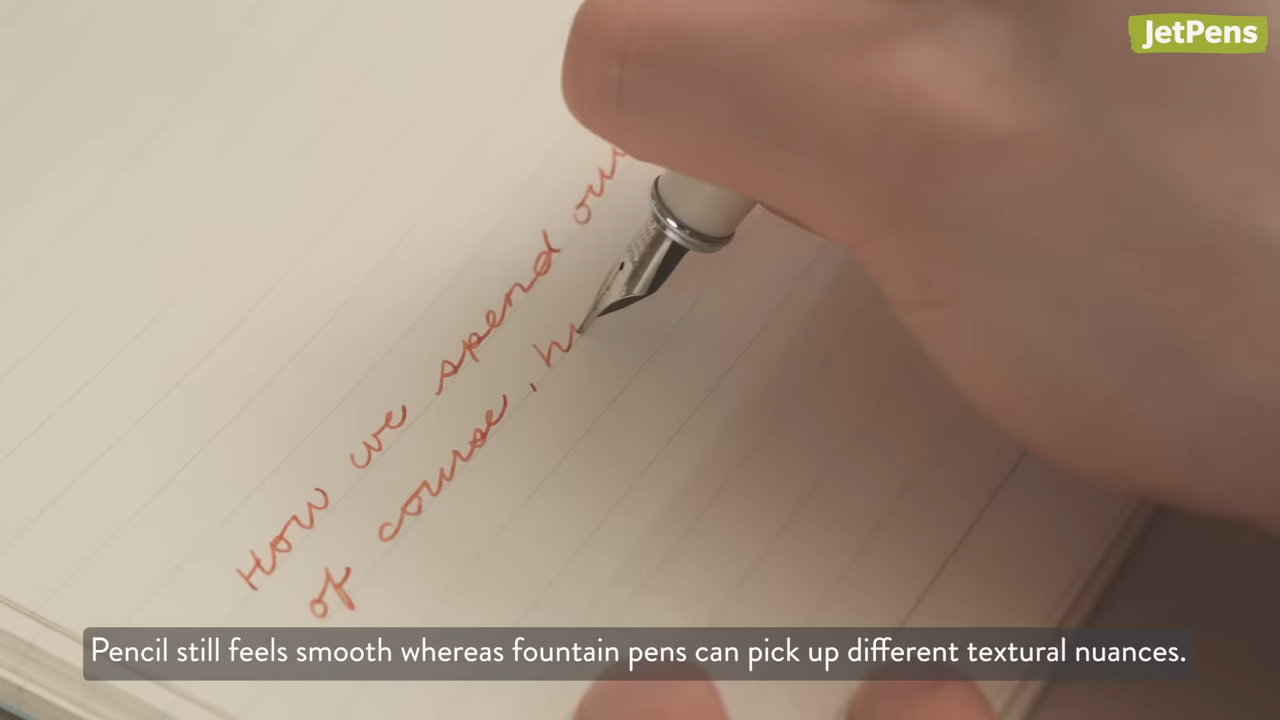 JetPens
How we spend our
of course, h
Pencil still feels smooth whereas fountain pens can pick up different textural nuances.